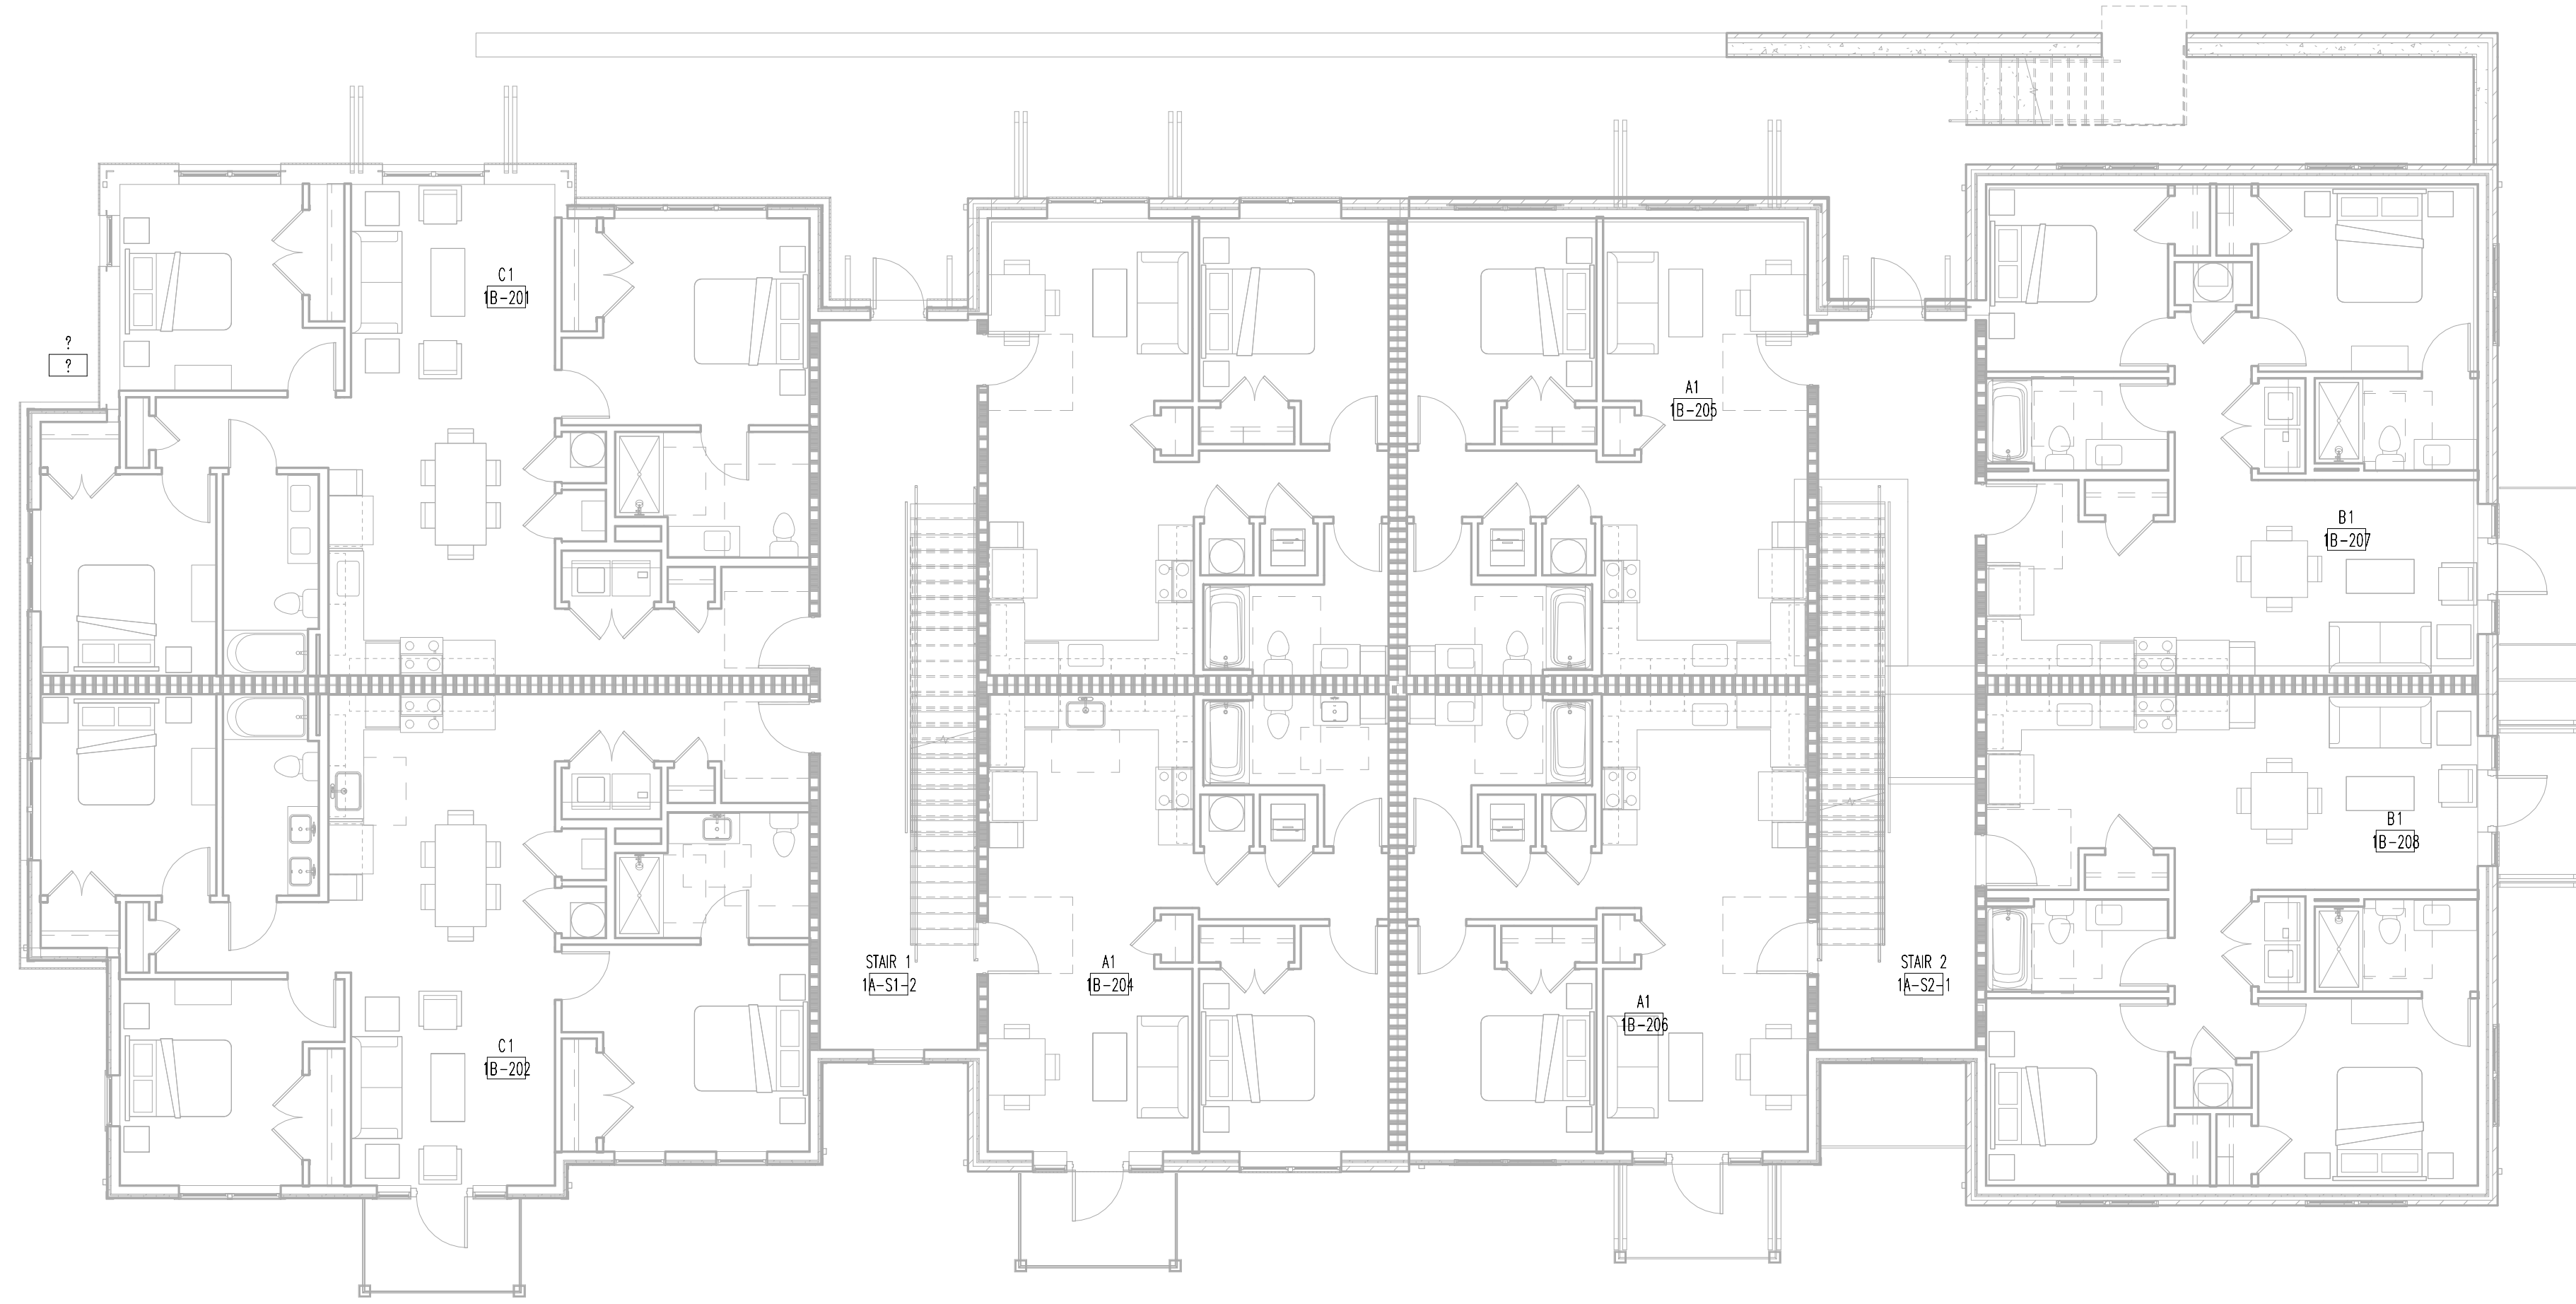 C1
1B-201
?
?
A1
1B-205
B1
1B-207
B1
1B-208
STAIR 1
1A-S1-2
A1
1B-204
STAIR 2
1A-S2-1
A1
1B-206
C1
1B-202